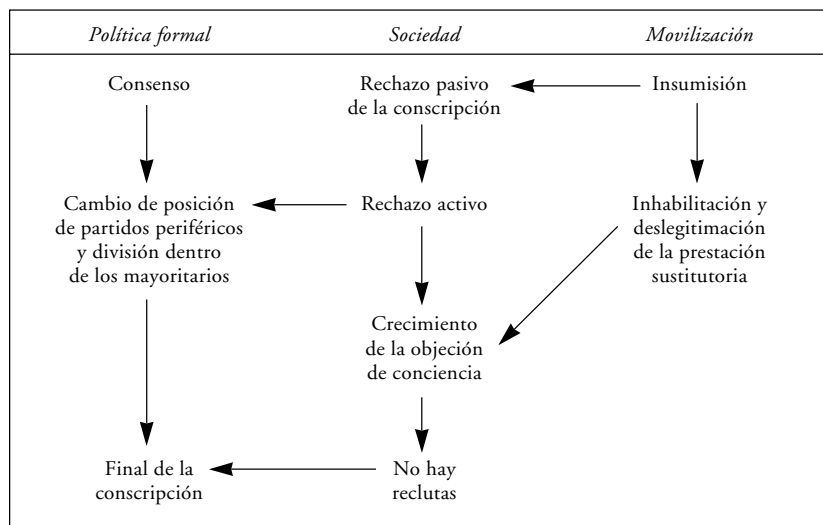 Política formal
Sociedad
Movilización
Consenso
Rechazo pasivo
de la conscripción
Insumisión
Cambio de posición
de partidos periféricos
y división dentro
de los mayoritarios
Rechazo activo
Inhabilitación y
deslegitimación
de la prestación
sustitutoria
Crecimiento
de la objeción
de conciencia
Final de la
conscripción
No hay
reclutas